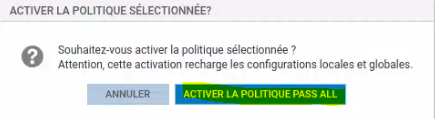 ACTIVER LA POLITIQUE SÉLECTIONNÉE?
Souhaitez-vous activer la politique sélectionnée ?
Attention, cette activation recharge les configurations locales et globales.
ANNULER
ACTIVER LA POLITIQUE PASS ALL